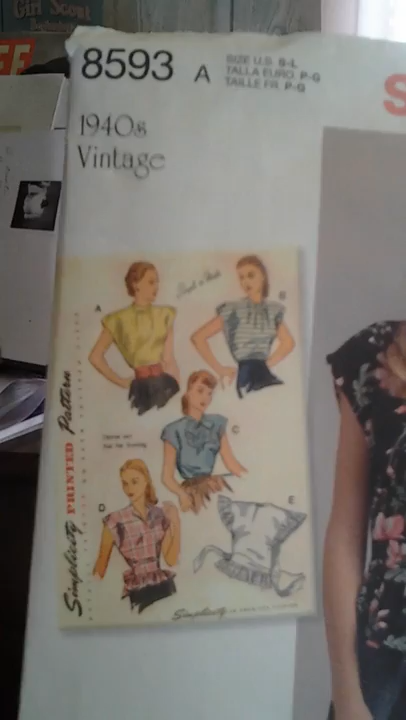 Girl Scout
8593 A
SIZE U.S. S-L
TALLA EURO. P-G
TAILLE FR. P-G
S
1940s
Vintage
Simplicity PRINTED Pattern
A
B
C
D
E
Simplicity